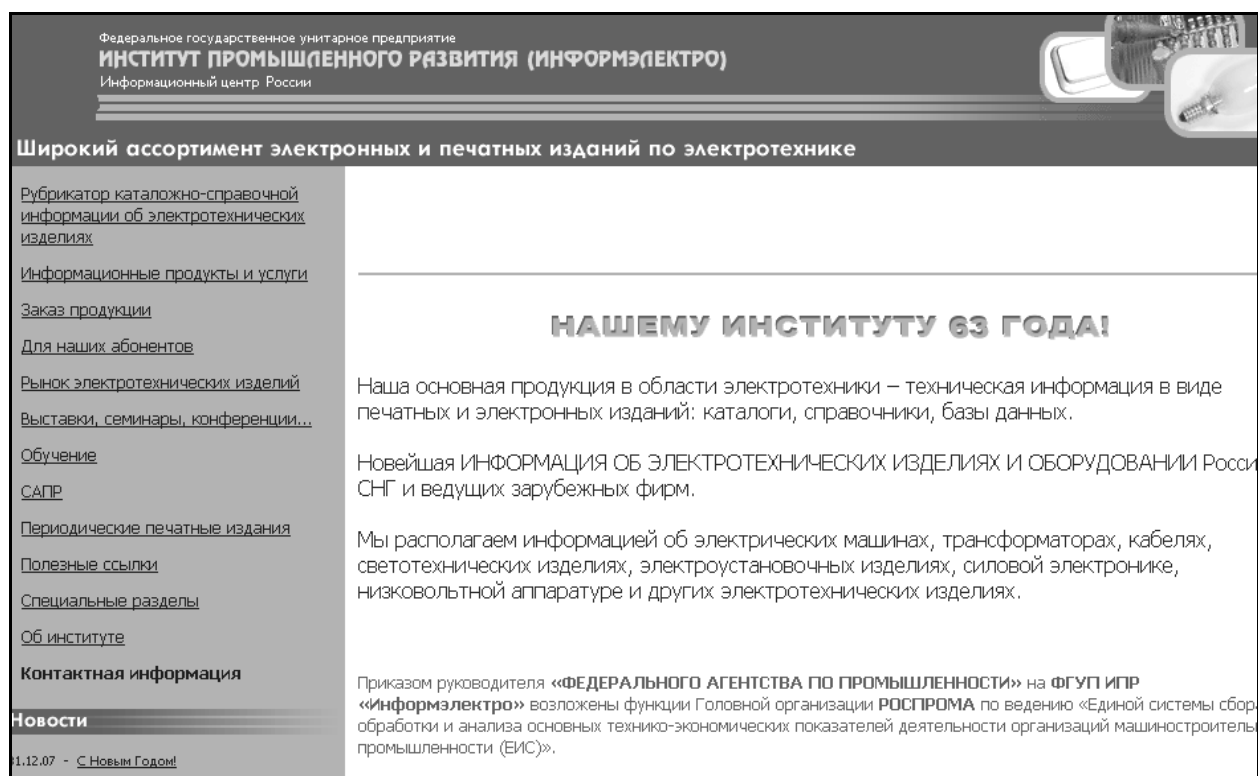 Федеральное государственное унитарное предприятие
ИНСТИТУТ ПРОМЫШЛЕННОГО РАЗВИТИЯ (ИНФОРМЭЛЕКТРО)
Информационный центр России
Широкий ассортимент электронных и печатных изданий по электротехнике
Рубрикатор каталожно-справочной
информации об электротехнических
изделиях
Информационные продукты и услуги
Заказ продукции
Для наших абонентов
Рынок электротехнических изделий
Выставки, семинары, конференции...
Обучение
САПР
Периодические печатные издания
Полезные ссылки
Специальные разделы
Об институте
Контактная информация
Новости
31.12.07 - С Новым Годом!
НАШЕМУ ИНСТИТУТУ 63 ГОДА!
Наша основная продукция в области электротехники – техническая информация в виде
печатных и электронных изданий: каталоги, справочники, базы данных.
Новейшая ИНФОРМАЦИЯ ОБ ЭЛЕКТРОТЕХНИЧЕСКИХ ИЗДЕЛИЯХ И ОБОРУДОВАНИИ Росси
СНГ и ведущих зарубежных фирм.
Мы располагаем информацией об электрических машинах, трансформаторах, кабелях,
светотехнических изделиях, электроустановочных изделиях, силовой электронике,
низковольтной аппаратуре и других электротехнических изделиях.
Приказом руководителя «ФЕДЕРАЛЬНОГО АГЕНТСТВА ПО ПРОМЫШЛЕННОСТИ» на ФГУП ИПР
«Информэлектро» возложены функции Головной организации РОСПРОМА по ведению «Единой системы сбор
обработки и анализа основных технико-экономических показателей деятельности организаций машиностроитель
промышленности (ЕИС)».